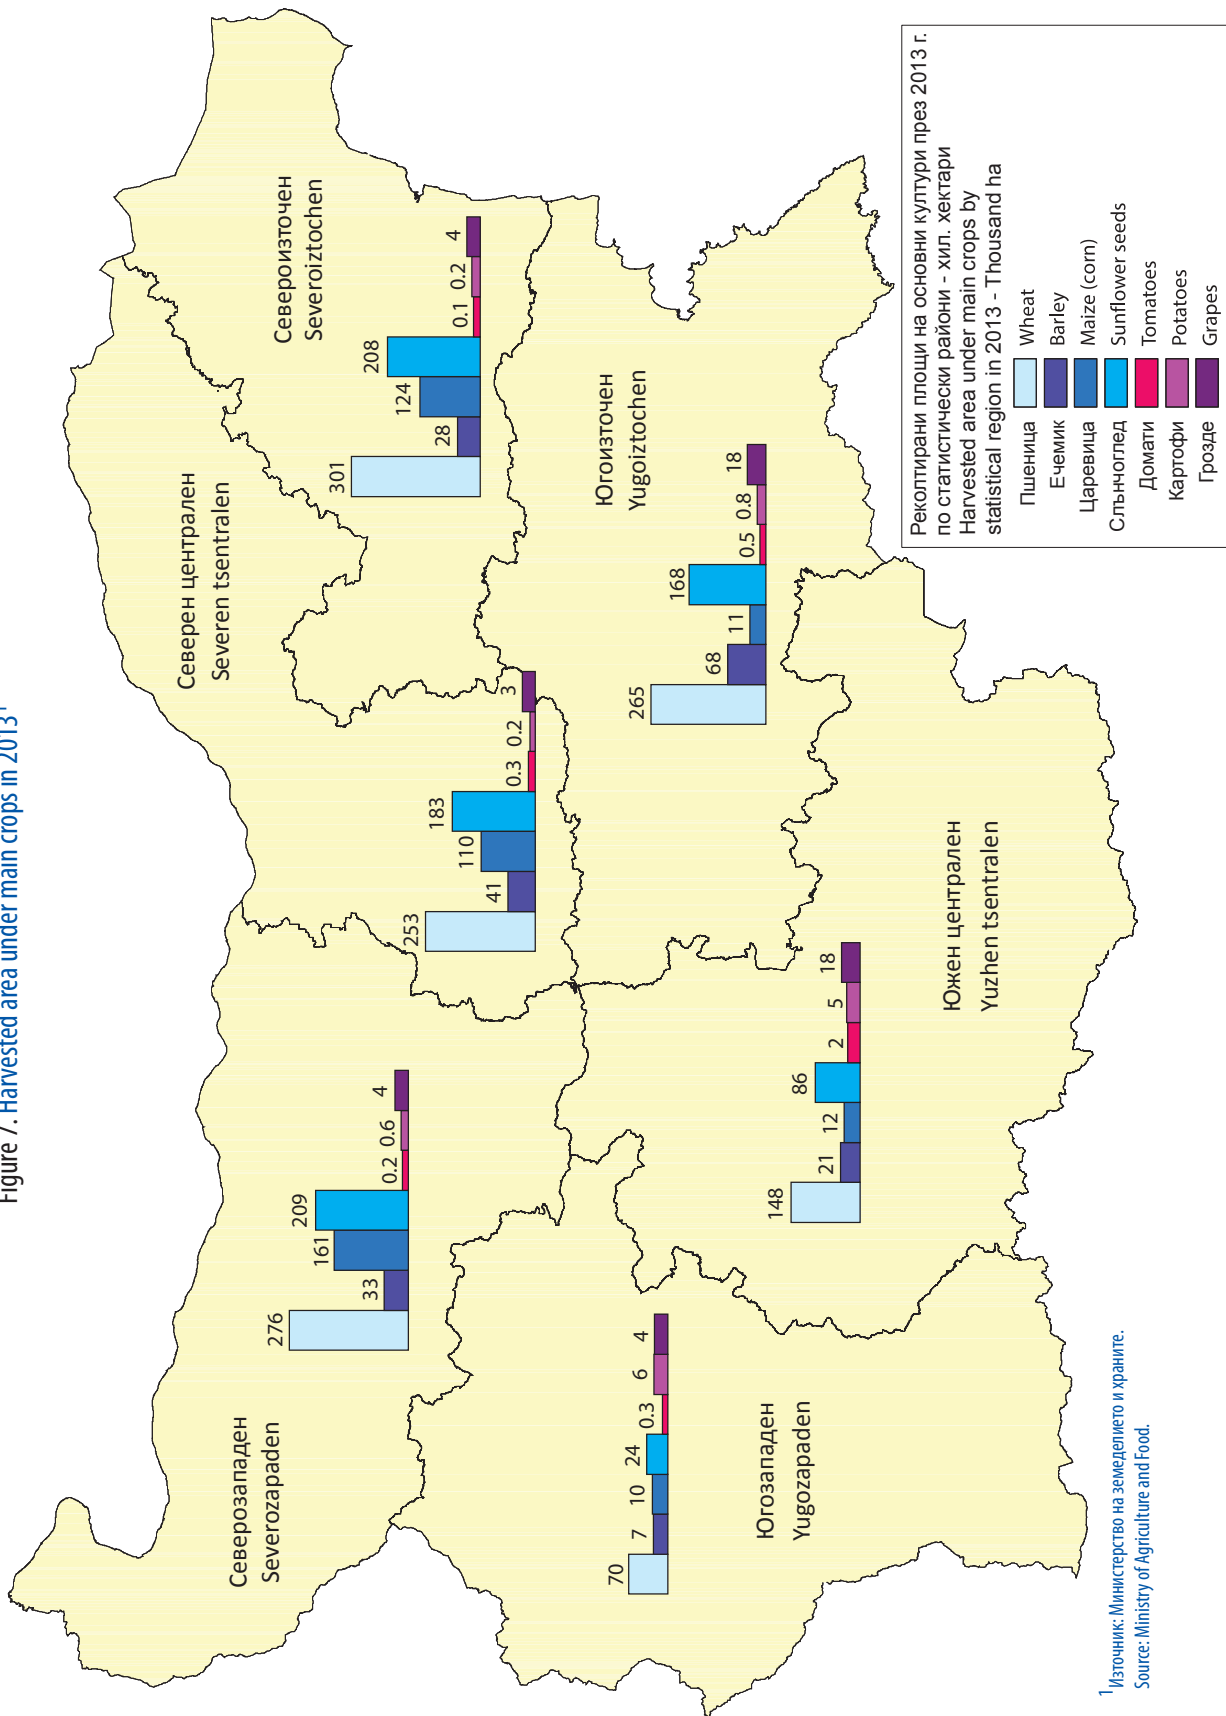 Figure 7. Harvested area under main crops in 2013¹
Северозападен
Severozapaden
276
33
161
209
0.2
0.6
4
Северен централен
Severen tsentralen
253
41
110
183
0.3
0.2
3
Североизточен
Severoiztochen
301
28
124
208
0.1
0.2
4
Югозападен
Yugozapaden
70
7
10
24
0.3
6
4
Южен централен
Yuzhen tsentralen
148
21
12
86
2
5
18
Югоизточен
Yugoiztochen
265
68
11
168
0.5
0.8
18
Реколтирани площи на основни култури през 2013 г.
по статистически райони - хил. хектари
Harvested area under main crops by
statistical region in 2013 - Thousand ha
Пшеница Wheat
Ечемик Barley
Царевица Maize (corn)
Слънчоглед Sunflower seeds
Домати Tomatoes
Картофи Potatoes
Грозде Grapes
1 Източник: Министерство на земеделието и храните.
Source: Ministry of Agriculture and Food.